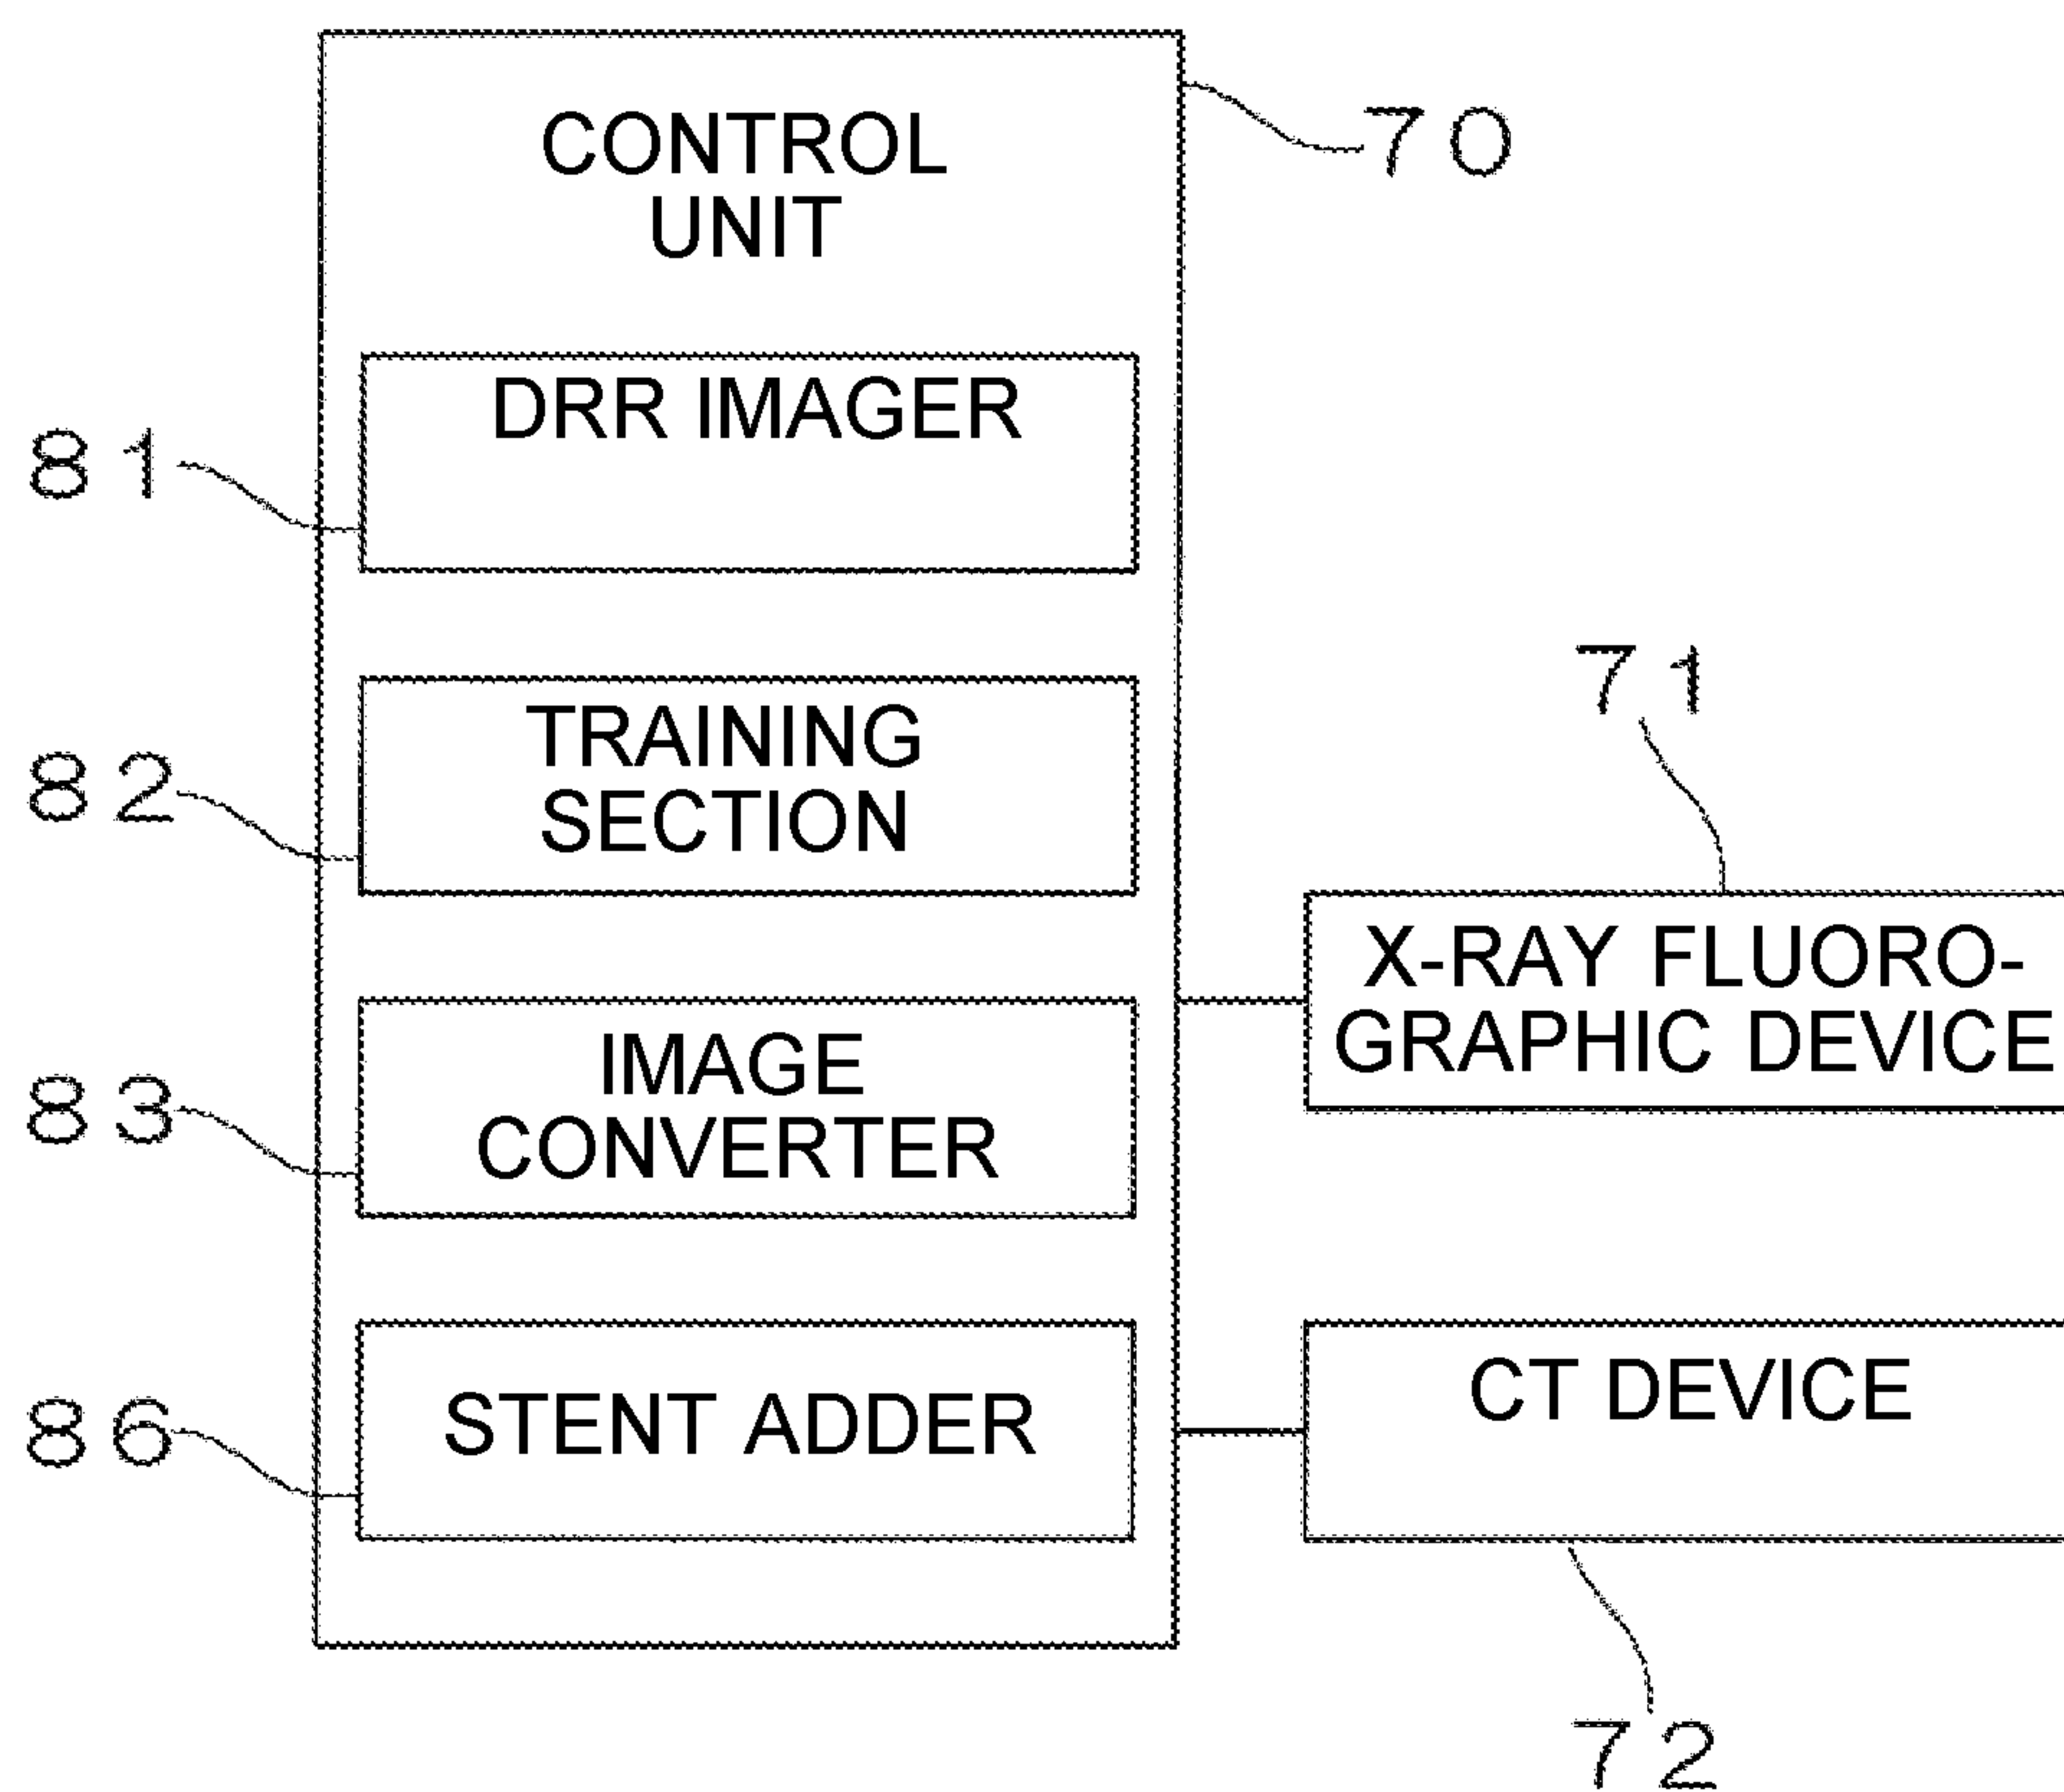 CONTROL
UNIT
70
DRR IMAGER
81
TRAINING
SECTION
82
71
X-RAY FLUORO-
GRAPHIC DEVICE
IMAGE
CONVERTER
83
STENT ADDER
86
CT DEVICE
72